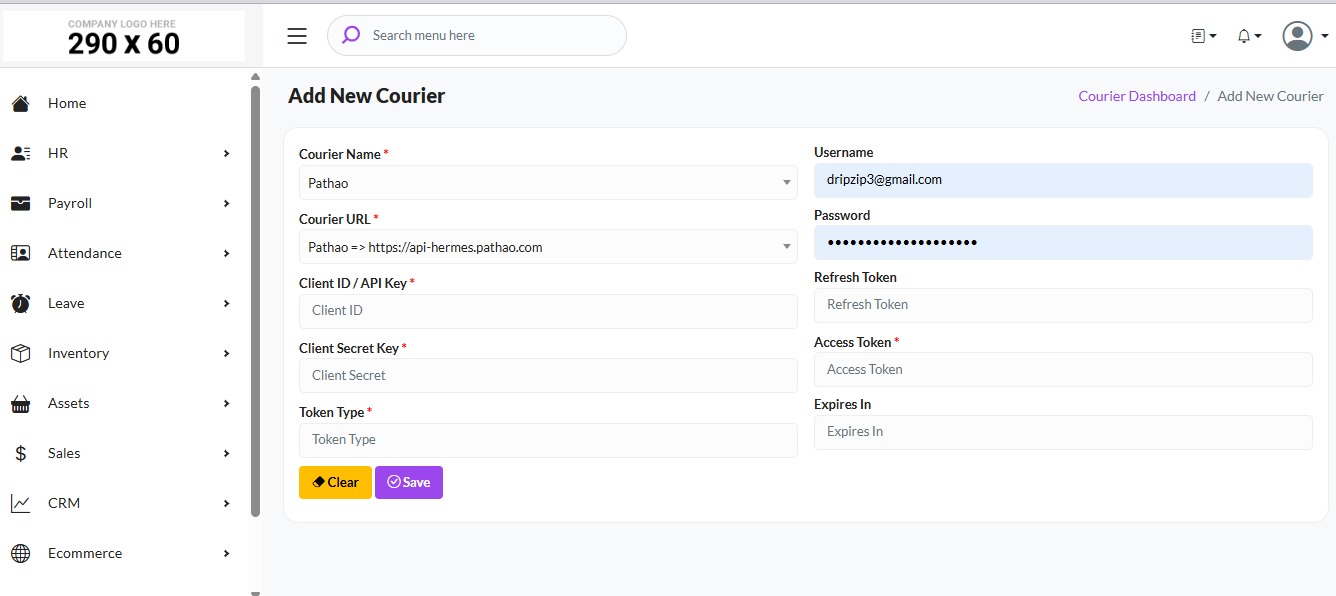 COMPANY LOGO HERE
290 X 60
Search menu here
Home
HR
Payroll
Attendance
Leave
Inventory
Assets
Sales
CRM
Ecommerce
Add New Courier
Courier Dashboard / Add New Courier
Courier Name *
Pathao
Courier URL *
Pathao => https://api-hermes.pathao.com
Client ID / API Key *
Client ID
Client Secret Key *
Client Secret
Token Type *
Token Type
Clear Save
Username
dripzip3@gmail.com
Password
••••••••••••••••••••
Refresh Token
Refresh Token
Access Token *
Access Token
Expires In
Expires In